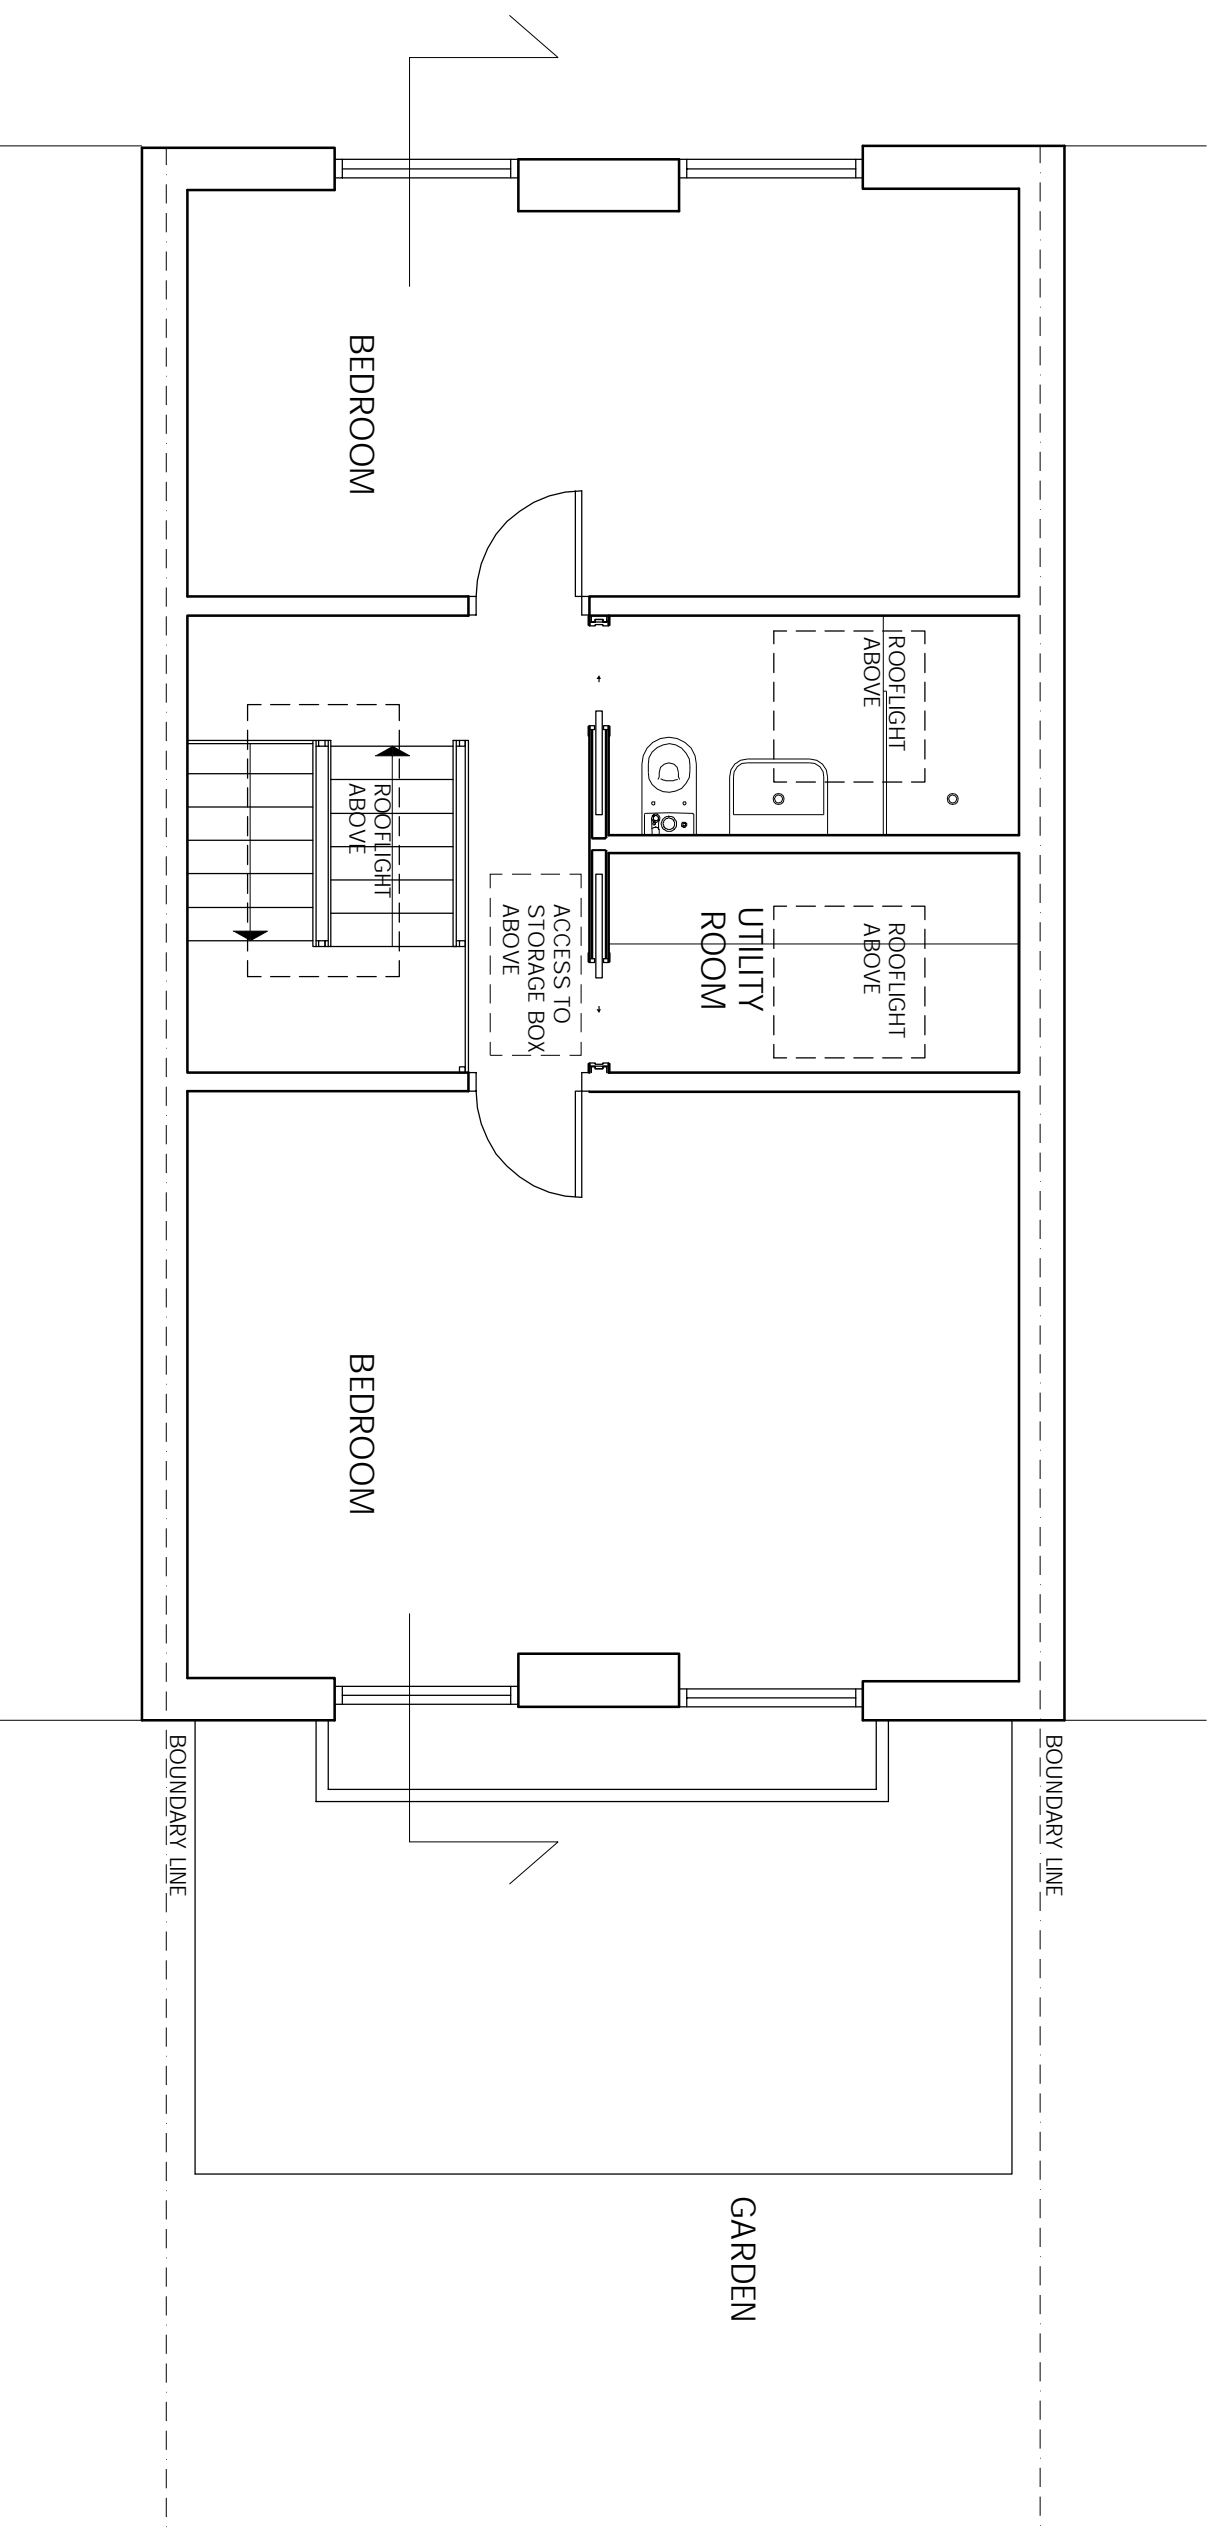 BEDROOM
ROOFLIGHT
ABOVE
ROOFLIGHT
ABOVE
ACCESS TO
STORAGE BOX
ABOVE
UTILITY
ROOM
ROOFLIGHT
ABOVE
BEDROOM
BOUNDARY LINE
BOUNDARY LINE
GARDEN